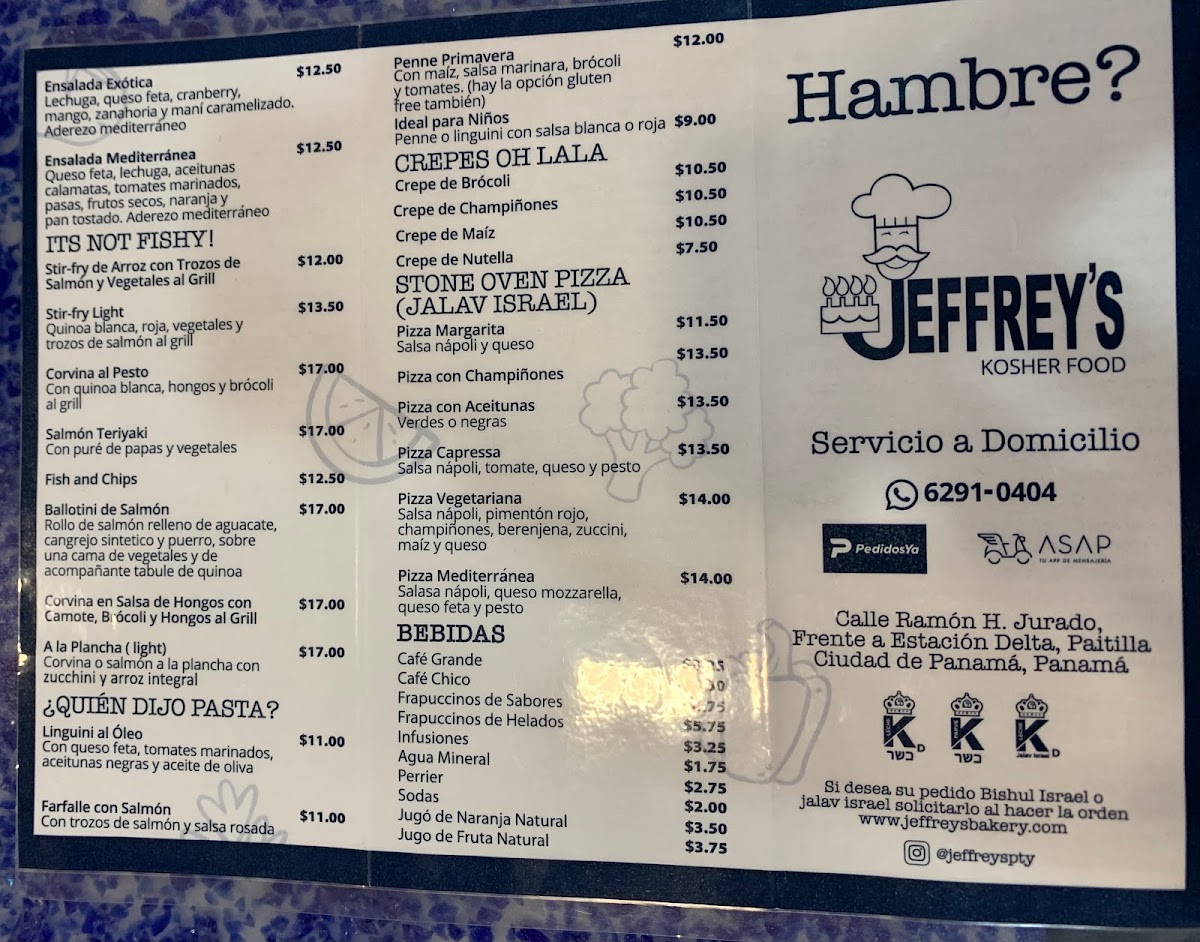 Ensalada Exótica $12.50
Lechuga, queso feta, cranberry,
mango, zanahoria y maní caramelizado.
Aderezo mediterráneo
Ensalada Mediterránea $12.50
Queso feta, lechuga, aceitunas
calamatas, tomates marinados,
pasas, frutos secos, naranja y
pan tostado. Aderezo mediterráneo
ITS NOT FISHY!
Stir-fry de Arroz con Trozos de $12.00
Salmón y Vegetales al Grill
Stir-fry Light $13.50
Quinoa blanca, roja, vegetales y
trozos de salmón al grill
Corvina al Pesto $17.00
Con quinoa blanca, hongos y brócoli
al grill
Salmón Teriyaki $17.00
Con puré de papas y vegetales
Fish and Chips $12.50
Ballotini de Salmón $17.00
Rollo de salmón relleno de aguacate,
cangrejo sintetico y puerro, sobre
una cama de vegetales y de
acompañante tabule de quinoa
Corvina en Salsa de Hongos con $17.00
Camote, Brócoli y Hongos al Grill
A la Plancha ( light) $17.00
Corvina o salmón a la plancha con
zucchini y arroz integral
¿QUIÉN DIJO PASTA?
Linguini al Óleo $11.00
Con queso feta, tomates marinados,
aceitunas negras y aceite de oliva
Farfalle con Salmón $11.00
Con trozos de salmón y salsa rosada
Penne Primavera $12.00
Con maíz, salsa marinara, brócoli
y tomates. (hay la opción gluten
free también)
Ideal para Niños
Penne o linguini con salsa blanca o roja $9.00
CREPES OH LALA
Crepe de Brócoli $10.50
Crepe de Champiñones $10.50
Crepe de Maíz $10.50
Crepe de Nutella $7.50
STONE OVEN PIZZA
(JALAV ISRAEL)
Pizza Margarita $11.50
Salsa nápoli y queso
Pizza con Champiñones $13.50
Pizza con Aceitunas $13.50
Verdes o negras
Pizza Capressa $13.50
Salsa nápoli, tomate, queso y pesto
Pizza Vegetariana $14.00
Salsa nápoli, pimentón rojo,
champiñones, berenjena, zuccini,
maíz y queso
Pizza Mediterránea $14.00
Salasa nápoli, queso mozzarella,
queso feta y pesto
BEBIDAS
Café Grande
Café Chico
Frapuccinos de Sabores
Frapuccinos de Helados $5.75
Infusiones $3.25
Agua Mineral $1.75
Perrier $2.75
Sodas $2.00
Jugó de Naranja Natural $3.50
Jugo de Fruta Natural $3.75
Hambre?
JEFFREY'S
KOSHER FOOD
Servicio a Domicilio
6291-0404
PedidosYa
ASAP
TU APP DE MENSAJERÍA
Calle Ramón H. Jurado,
Frente a Estación Delta, Paitilla
Ciudad de Panamá, Panamá
LECHE K D כשר
PARVE K כשר
LECHE K D Jalav Israel
Si desea su pedido Bishul Israel o
jalav israel solicitarlo al hacer la orden
www.jeffreysbakery.com
@jeffreyspty